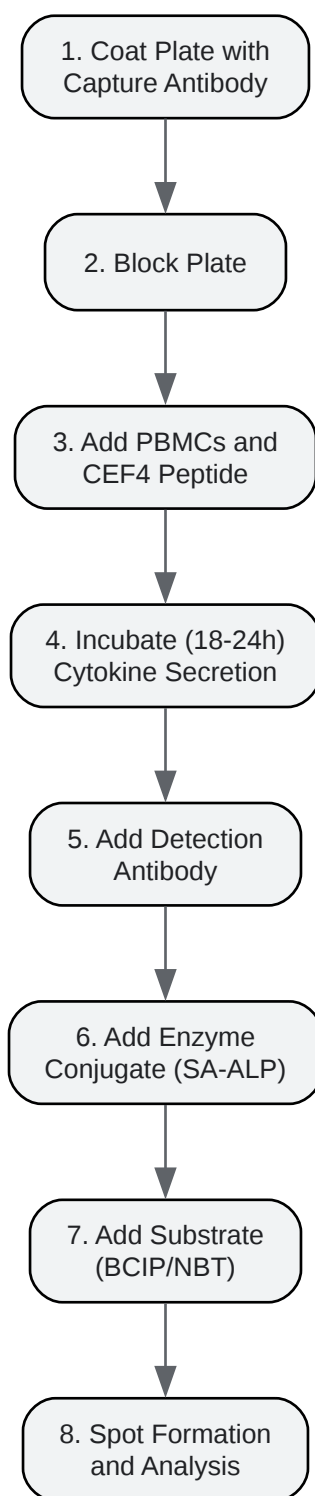 1. Coat Plate with
Capture Antibody
2. Block Plate
3. Add PBMCs and
CEF4 Peptide
4. Incubate (18-24h)
Cytokine Secretion
5. Add Detection
Antibody
6. Add Enzyme
Conjugate (SA-ALP)
7. Add Substrate
(BCIP/NBT)
8. Spot Formation
and Analysis